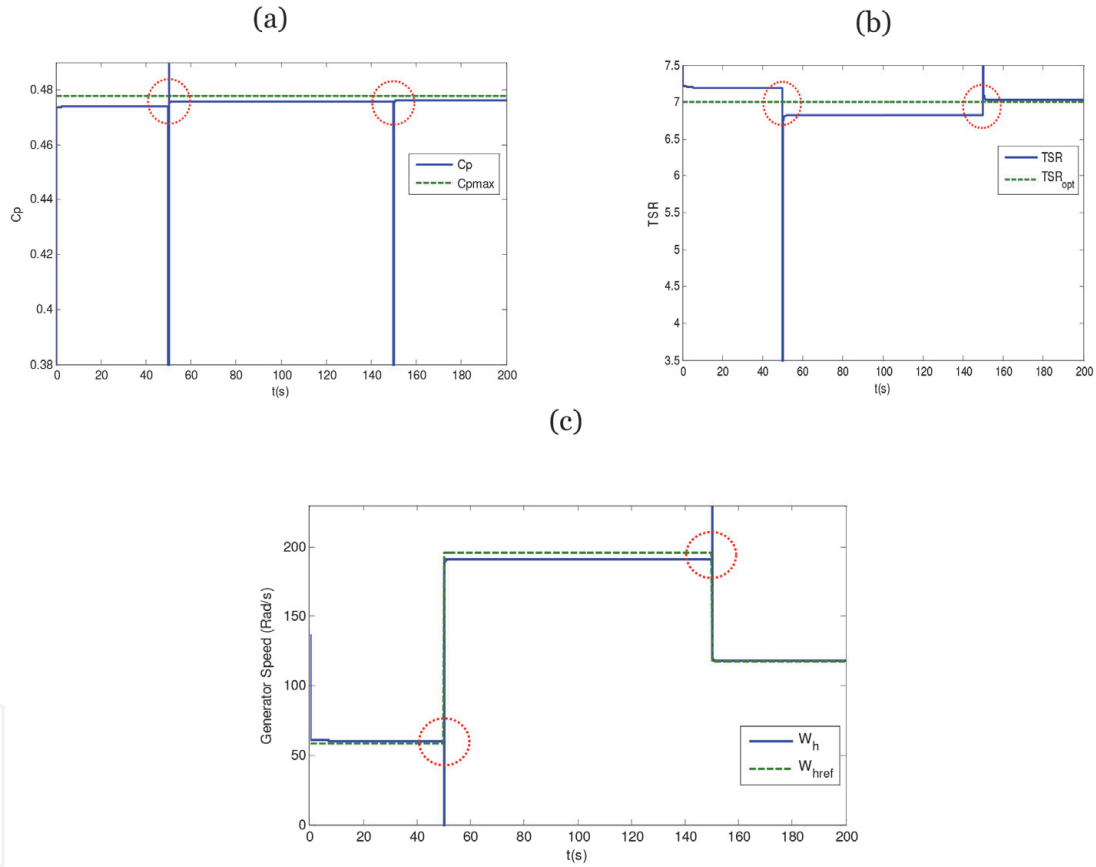 (a)
(b)
0.48
0.46
0.44
0.42
0.4
0.38
Cp
Cp
Cpmax
0 20 40 60 80 100 120 140 160 180 200
t(s)
7.5
7
6.5
6
5.5
5
4.5
4
3.5
TSR
TSR
TSRopt
0 20 40 60 80 100 120 140 160 180 200
t(s)
(c)
200
150
100
50
0
Generator Speed (Rad/s)
Wh
Whref
0 20 40 60 80 100 120 140 160 180 200
t(s)